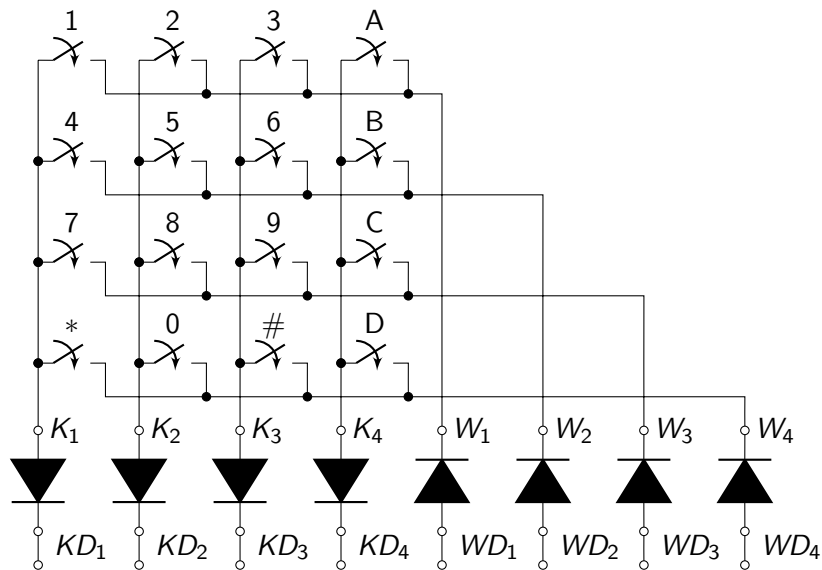 1 2 3 A
4 5 6 B
7 8 9 C
* 0 # D
K₁ K₂ K₃ K₄ W₁ W₂ W₃ W₄
KD₁ KD₂ KD₃ KD₄ WD₁ WD₂ WD₃ WD₄